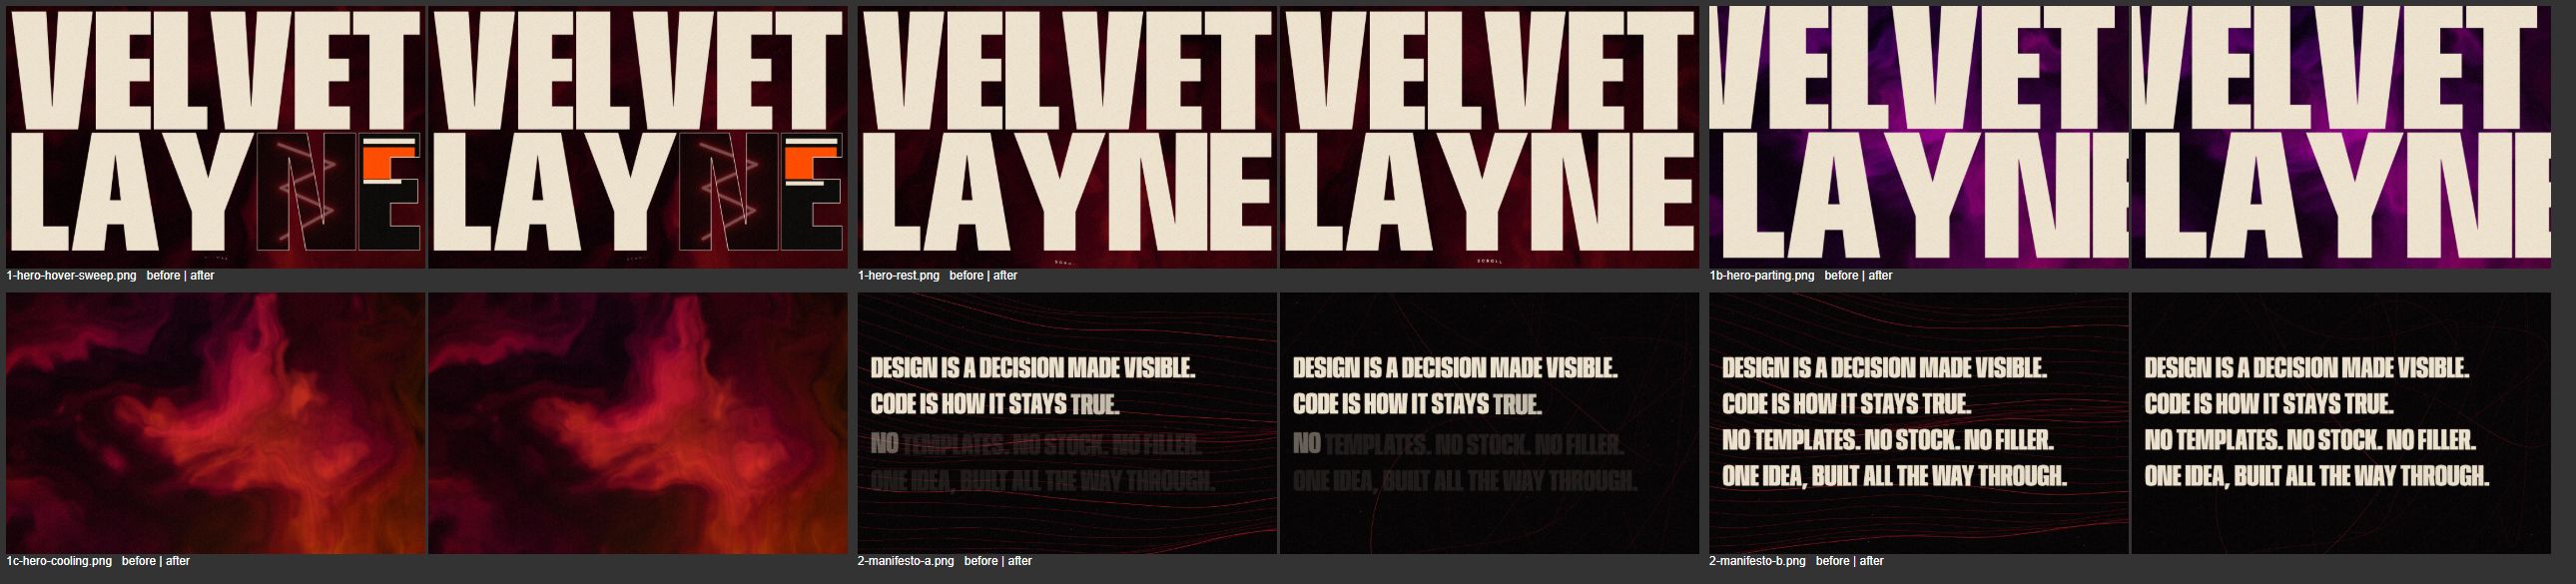 VELVET
LAYNE
VELVET
LAYNE
1-hero-hover-sweep.png before | after
VELVET
LAYNE
VELVET
LAYNE
SCROLL
1-hero-rest.png before | after
VELVET
LAYNE
VELVET
LAYNE
1b-hero-parting.png before | after
1c-hero-cooling.png before | after
DESIGN IS A DECISION MADE VISIBLE.
CODE IS HOW IT STAYS TRUE.
NO TEMPLATES. NO STOCK. NO FILLER.
ONE IDEA, BUILT ALL THE WAY THROUGH.
DESIGN IS A DECISION MADE VISIBLE.
CODE IS HOW IT STAYS TRUE.
NO TEMPLATES. NO STOCK. NO FILLER.
ONE IDEA, BUILT ALL THE WAY THROUGH.
2-manifesto-a.png before | after
DESIGN IS A DECISION MADE VISIBLE.
CODE IS HOW IT STAYS TRUE.
NO TEMPLATES. NO STOCK. NO FILLER.
ONE IDEA, BUILT ALL THE WAY THROUGH.
DESIGN IS A DECISION MADE VISIBLE.
CODE IS HOW IT STAYS TRUE.
NO TEMPLATES. NO STOCK. NO FILLER.
ONE IDEA, BUILT ALL THE WAY THROUGH.
2-manifesto-b.png before | after